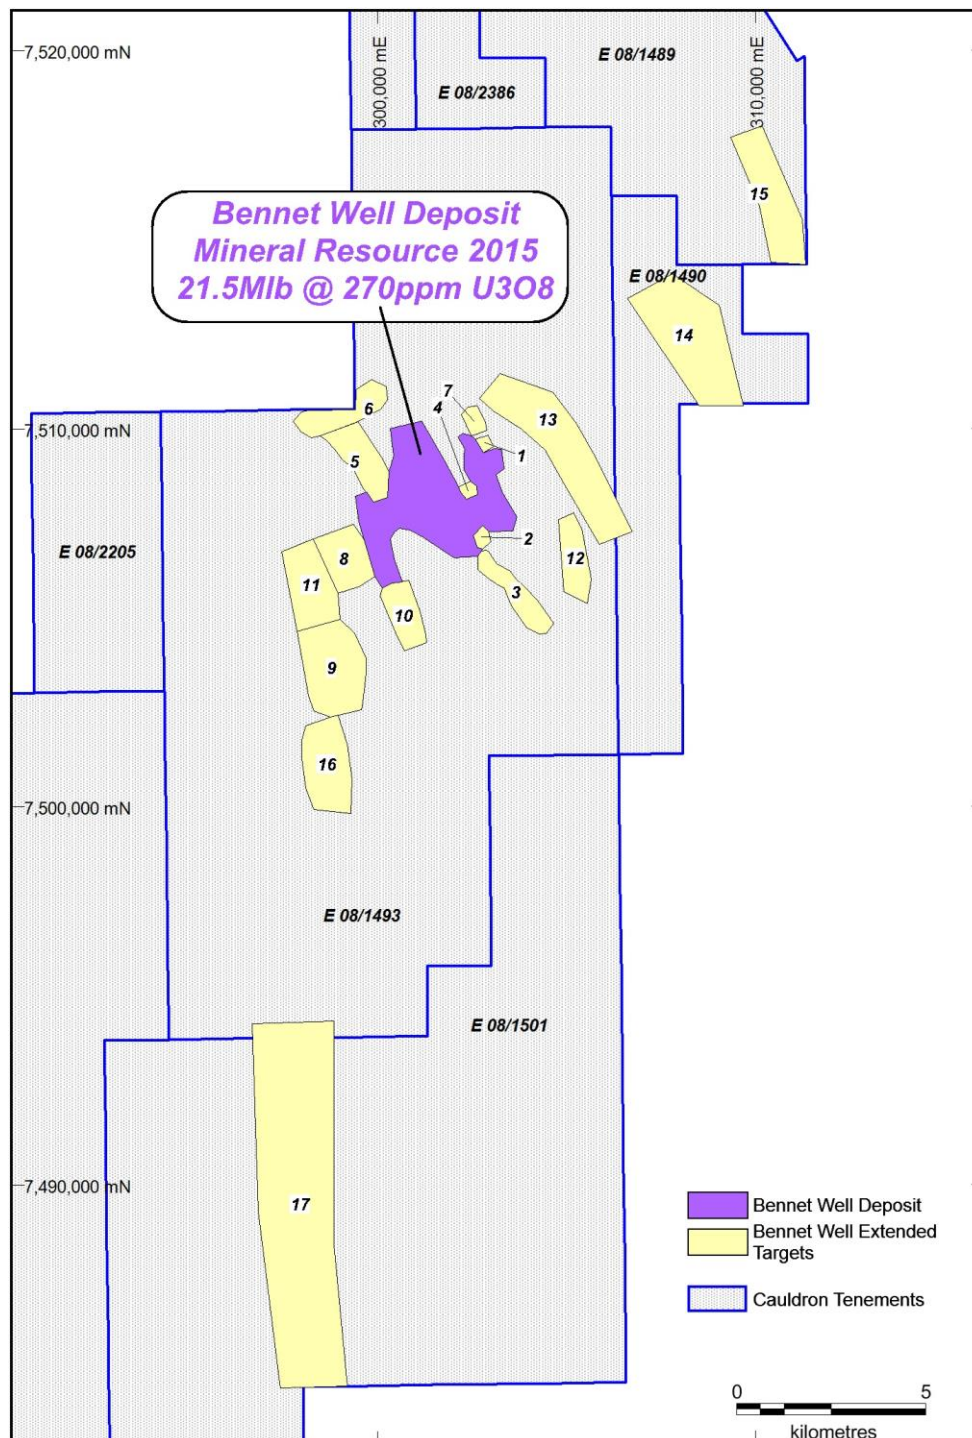 7,520,000 mN
300,000 mE
310,000 mE
E 08/1489
E 08/2386
15
Bennet Well Deposit
Mineral Resource 2015
21.5Mlb @ 270ppm U3O8
E 08/1490
14
7
4
6
13
7,510,000 mN
1
5
2
E 08/2205
8
12
11
3
10
9
16
7,500,000 mN
E 08/1493
E 08/1501
7,490,000 mN
17
Bennet Well Deposit
Bennet Well Extended
Targets
Cauldron Tenements
0 5
kilometres